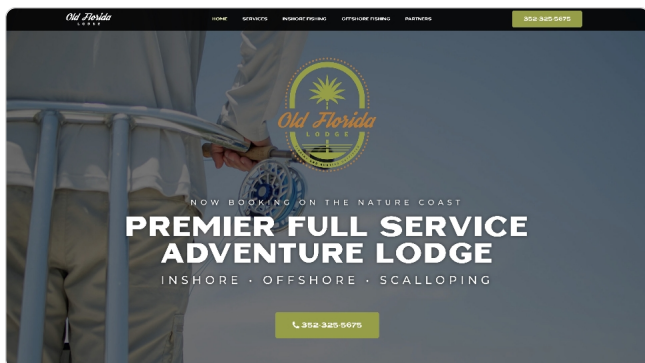 Old Florida
LODGE
HOME SERVICES INSHORE FISHING OFFSHORE FISHING PARTNERS
352-325-5675
Old Florida
LODGE
NOW BOOKING ON THE NATURE COAST
PREMIER FULL SERVICE
ADVENTURE LODGE
INSHORE • OFFSHORE • SCALLOPING
352-325-5675